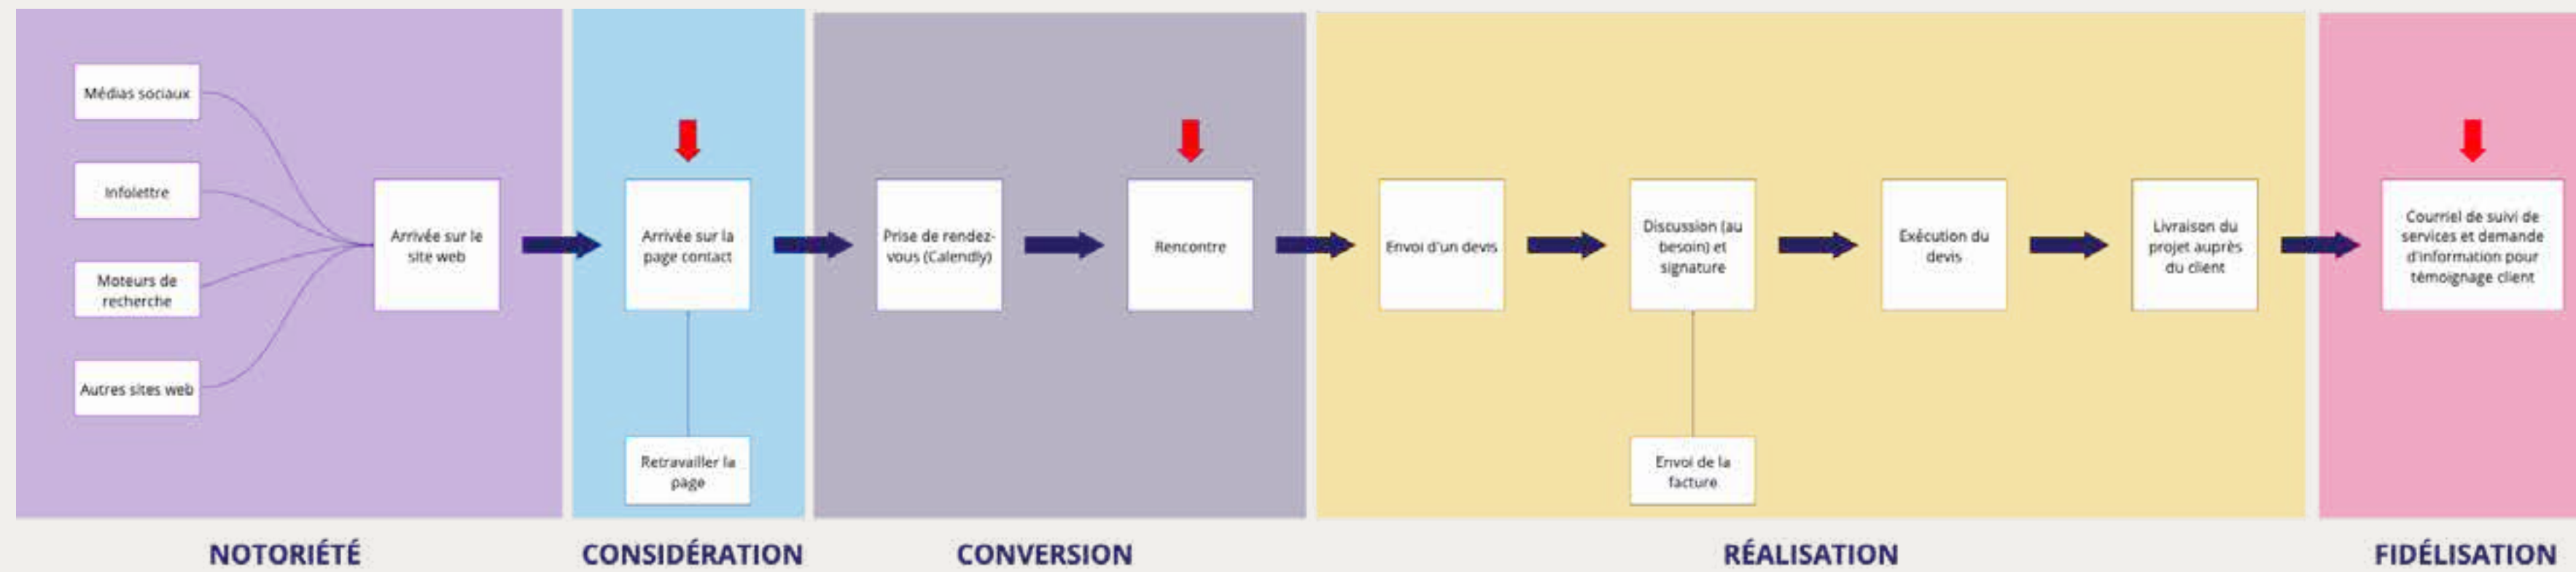 Médias sociaux
Infolettre
Moteurs de
recherche
Autres sites web
Arrivée sur le
site web
Arrivée sur la
page contact
Retravailler la
page
Prise de rendez-
vous (Calendly)
Rencontre
Envoi d'un devis
Discussion (au
besoin) et
signature
Envoi de la
facture
Exécution du
devis
Livraison du
projet auprès
du client
Courriel de suivi de
services et demande
d'information pour
témoignage client
NOTORIÉTÉ
CONSIDÉRATION
CONVERSION
RÉALISATION
FIDÉLISATION